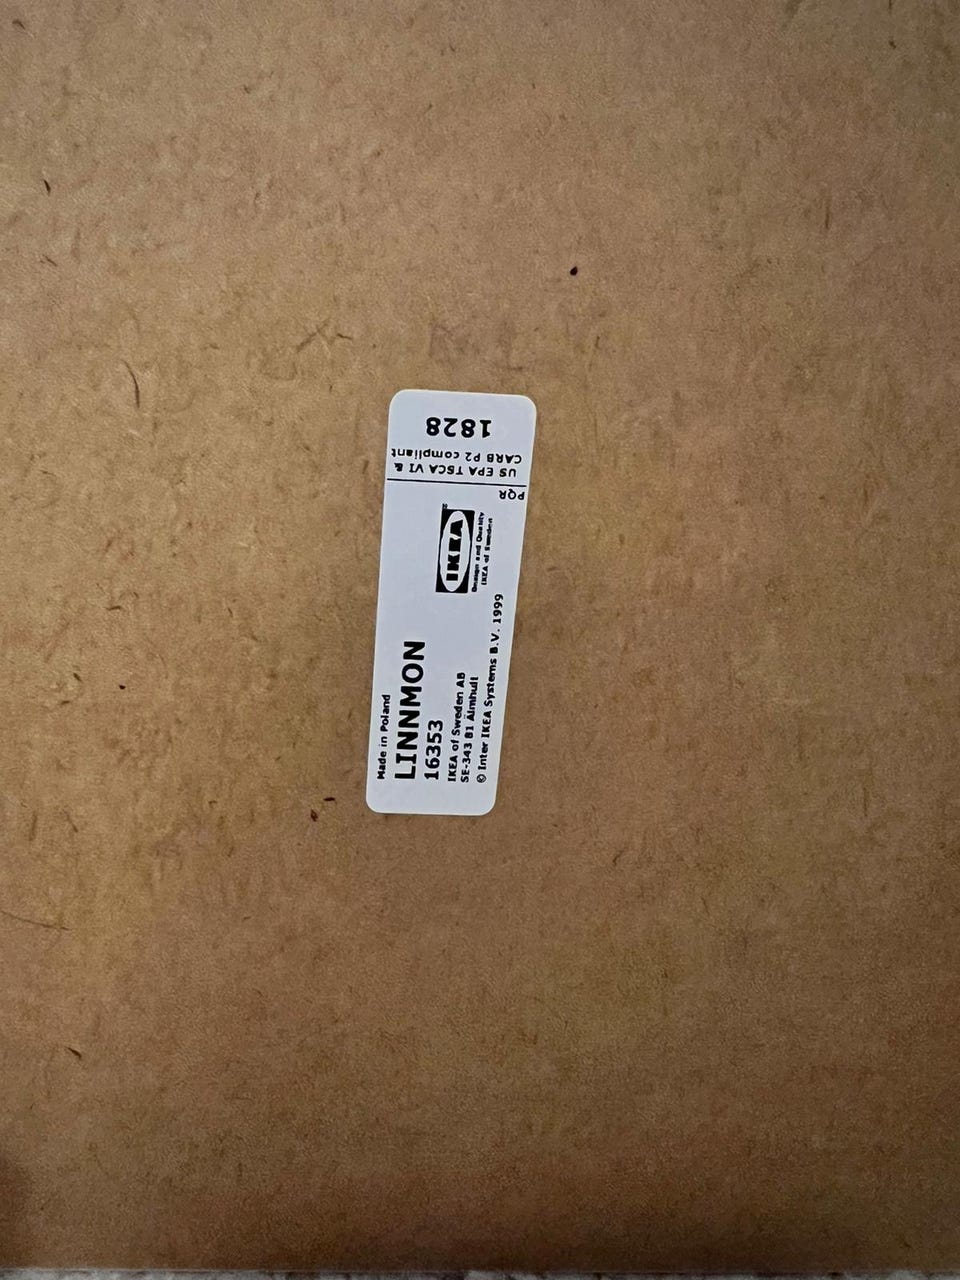 Made in Poland
LINNMON
16353
IKEA of Sweden AB
SE-343 81 Älmhult
© Inter IKEA Systems B.V. 1999
IKEA
Design and Quality
IKEA of Sweden
PQR
US EPA TSCA VI &
CARB P2 compliant
1828